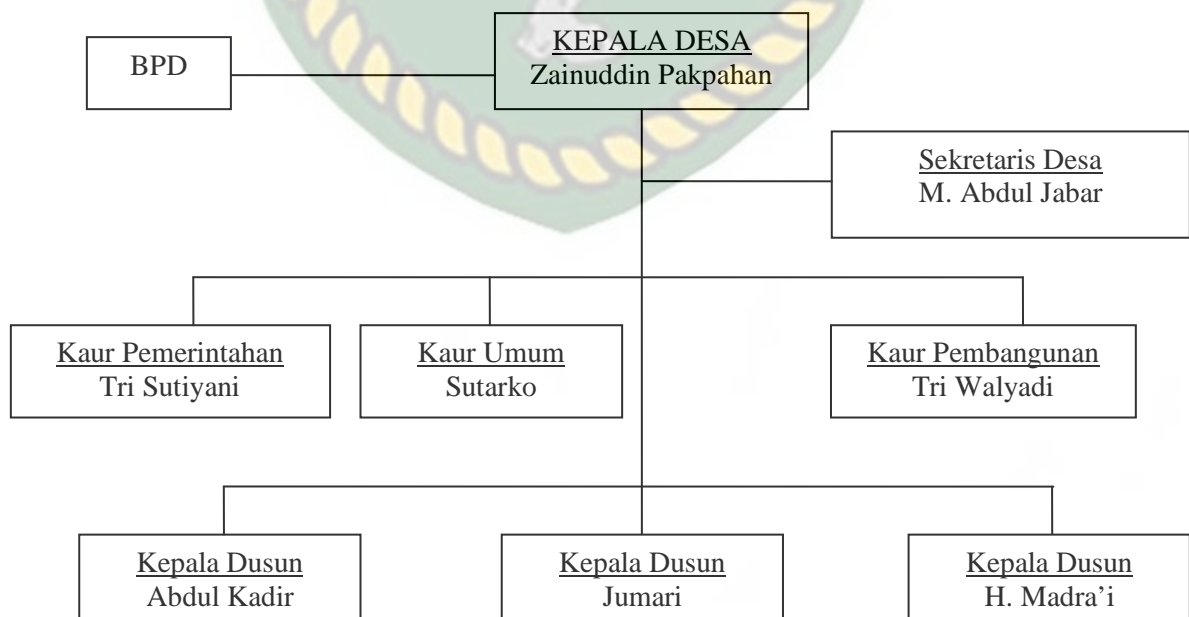 BPD
KEPALA DESA
Zainuddin Pakpahan
Sekretaris Desa
M. Abdul Jabar
Kaur Pemerintahan
Tri Sutiyani
Kaur Umum
Sutarko
Kaur Pembangunan
Tri Walyadi
Kepala Dusun
Abdul Kadir
Kepala Dusun
Jumari
Kepala Dusun
H. Madra’i